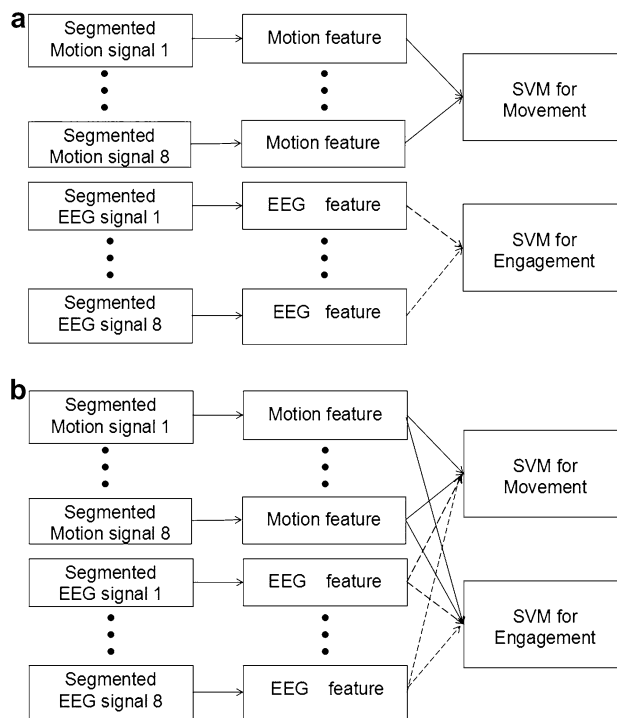 a
Segmented
Motion signal 1
Motion feature
SVM for
Movement
Segmented
Motion signal 8
Motion feature
Segmented
EEG signal 1
EEG feature
SVM for
Engagement
Segmented
EEG signal 8
EEG feature
b
Segmented
Motion signal 1
Motion feature
SVM for
Movement
Segmented
Motion signal 8
Motion feature
Segmented
EEG signal 1
EEG feature
SVM for
Engagement
Segmented
EEG signal 8
EEG feature